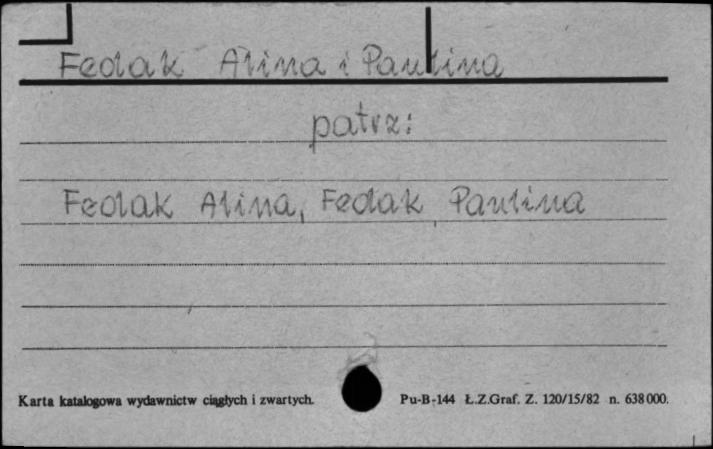 Fedak Alina i Paulina
patrz:
Fedak Alina, Fedak Paulina
Karta katalogowa wydawnictw ciągłych i zwartych.
Pu-B-144 Ł.Z.Graf. Z. 120/15/82 n. 638000.